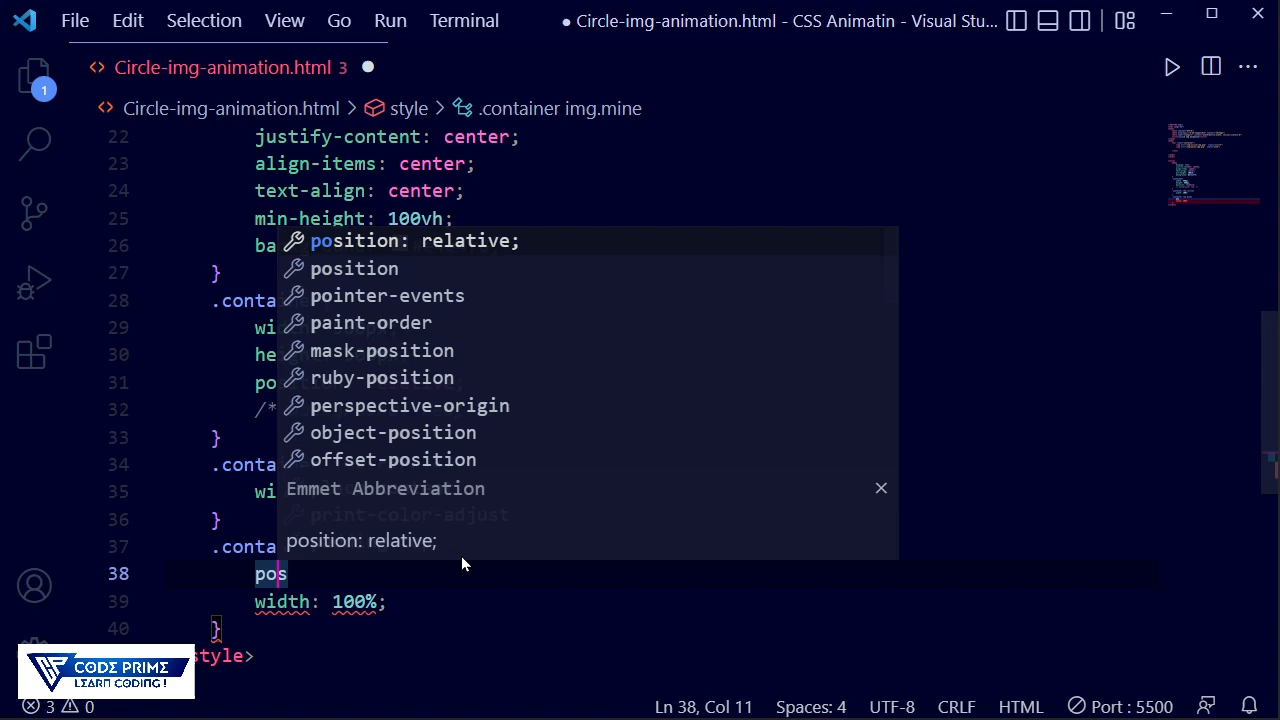 File Edit Selection View Go Run Terminal ● Circle-img-animation.html - CSS Animatin - Visual Stu...
Circle-img-animation.html 3
1
Circle-img-animation.html > style > .container img.mine
22 justify-content: center;
23 align-items: center;
24 text-align: center;
25 min-height: 100vh;
26 ba
27 }
28 .conta
29 wi
30 he
31 po
32 /*
33 }
34 .conta
35 wi
36 }
37 .conta
position: relative;
position
pointer-events
paint-order
mask-position
ruby-position
perspective-origin
object-position
offset-position
Emmet Abbreviation
print-color-adjust
position: relative;
38 pos
39 width: 100%;
40 }
style>
CODE PRIME
LEARN CODING !
3 0 Ln 38, Col 11 Spaces: 4 UTF-8 CRLF HTML Port : 5500